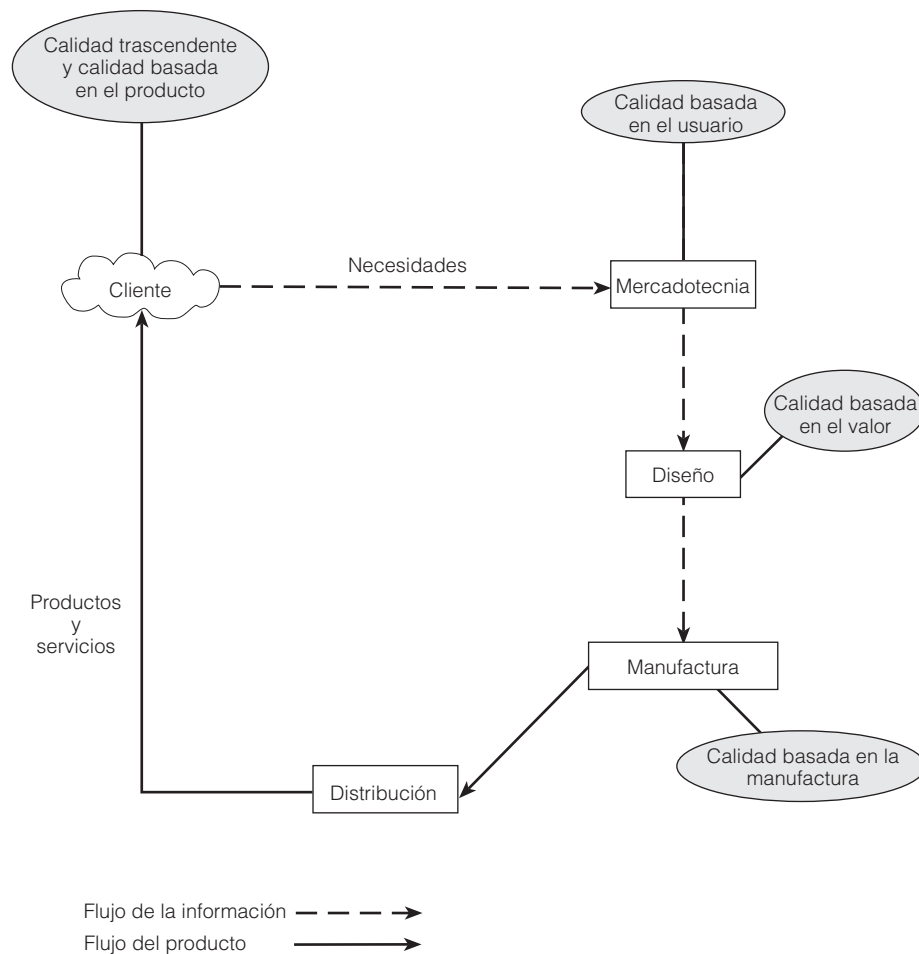 Calidad trascendente
y calidad basada
en el producto
Calidad basada
en el usuario
Necesidades
Cliente
Mercadotecnia
Calidad basada
en el valor
Diseño
Productos
y
servicios
Manufactura
Calidad basada en la
manufactura
Distribución
Flujo de la información
Flujo del producto